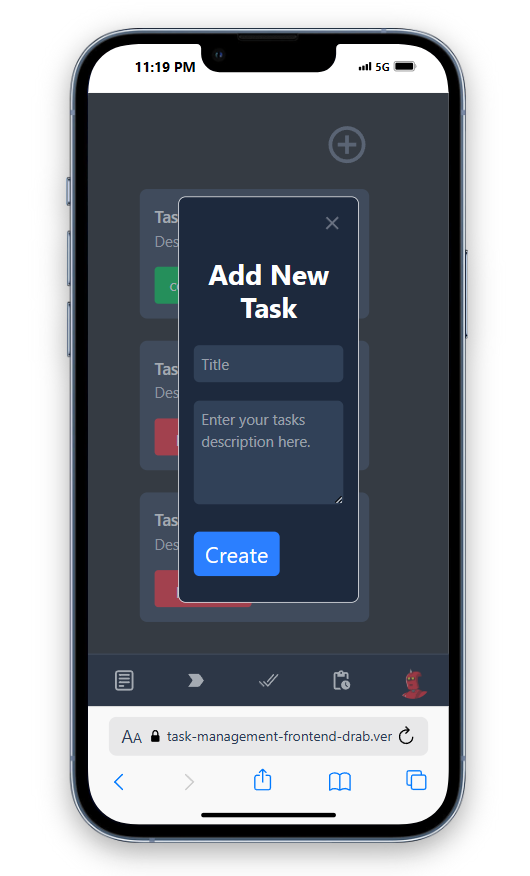 11:19 PM
5G
Tas
Des
Add New
Task
Title
Tas
Des
Enter your tasks
description here.
Tas
Des
Create
AA
task-management-frontend-drab.ver